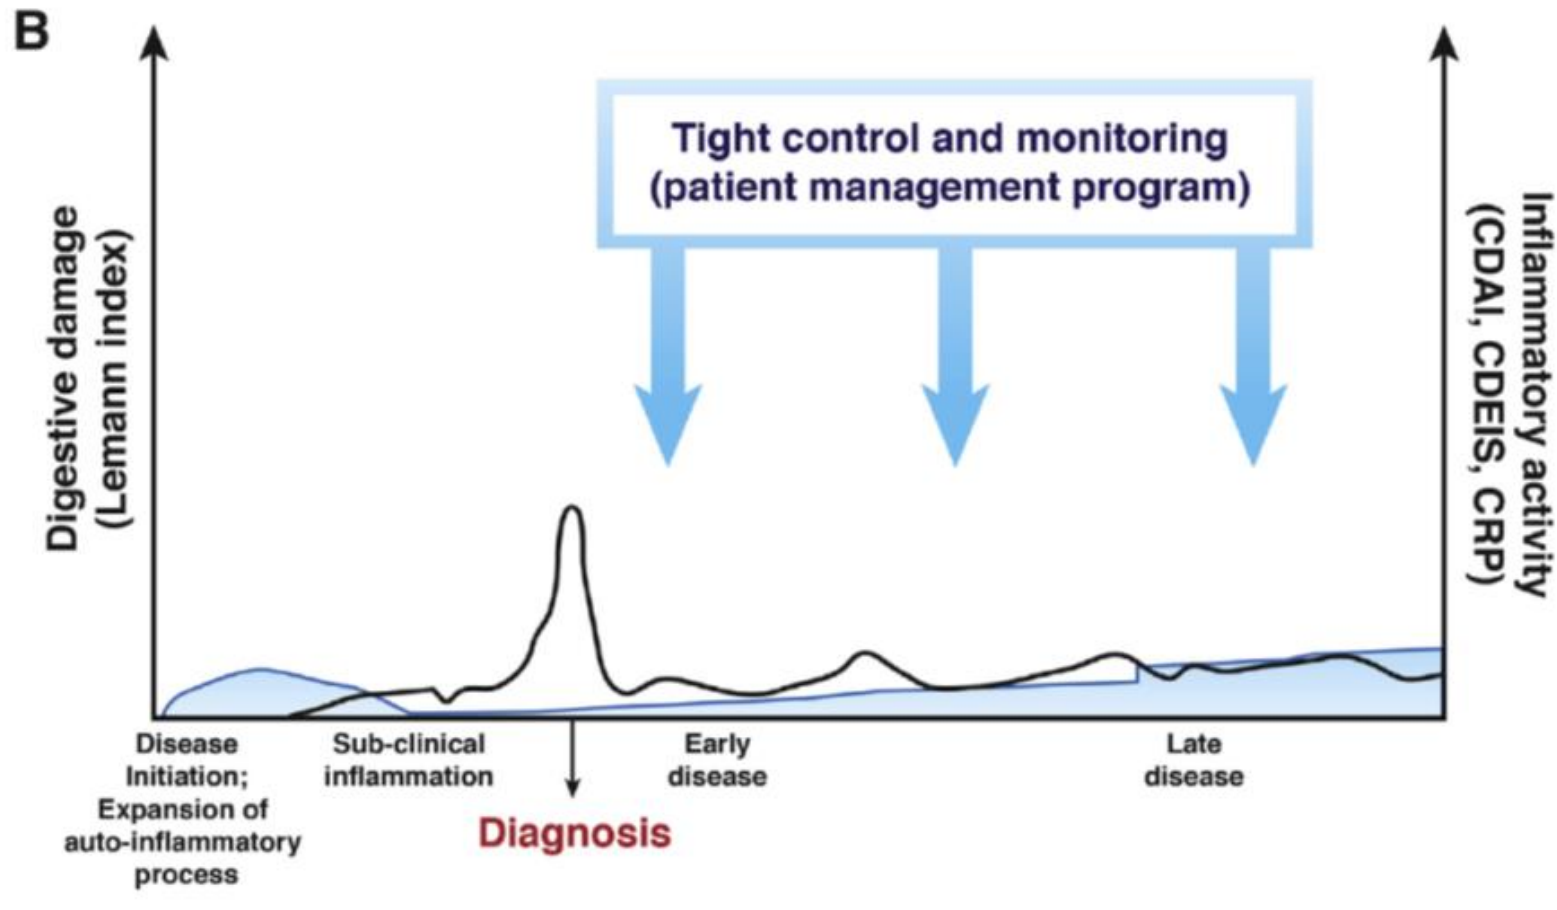 B
Tight control and monitoring
(patient management program)
Digestive damage
(Lemann index)
Inflammatory activity
(CDAI, CDEIS, CRP)
Disease
Initiation;
Expansion of
auto-inflammatory
process
Sub-clinical
inflammation
Diagnosis
Early
disease
Late
disease